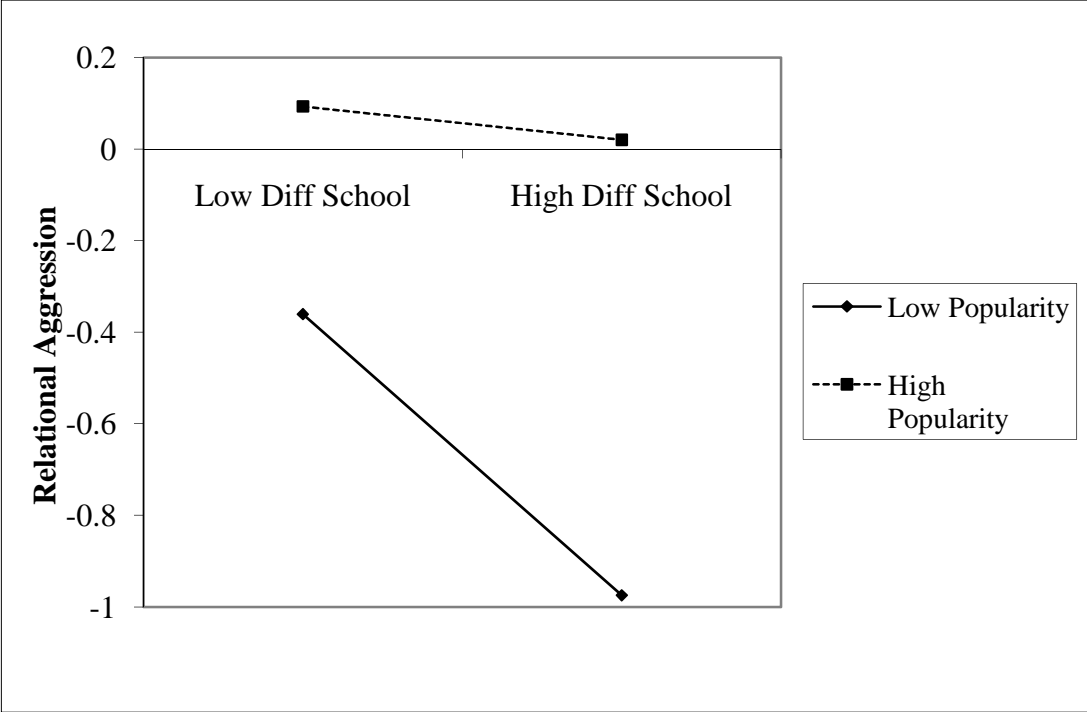 0.2
0
-0.2
-0.4
-0.6
-0.8
-1
Relational Aggression
Low Diff School
High Diff School
Low Popularity
High
Popularity